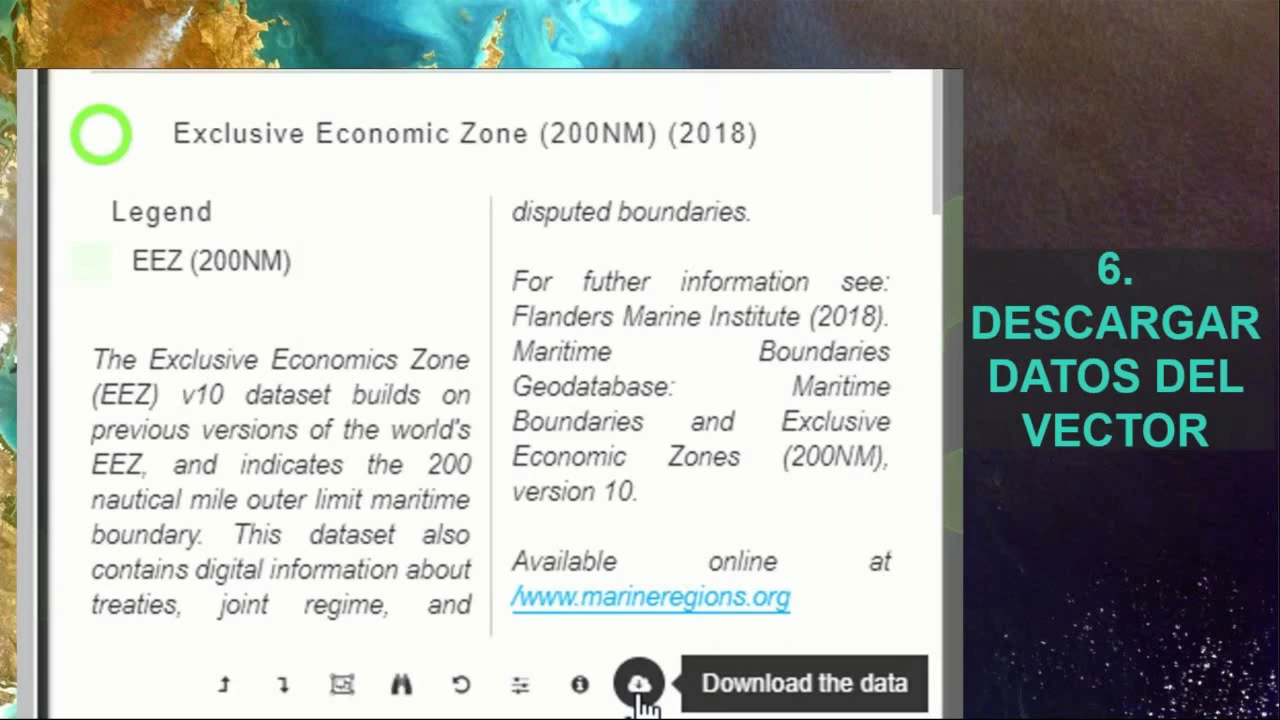 Exclusive Economic Zone (200NM) (2018)
Legend
EEZ (200NM)
The Exclusive Economics Zone
(EEZ) v10 dataset builds on
previous versions of the world's
EEZ, and indicates the 200
nautical mile outer limit maritime
boundary. This dataset also
contains digital information about
treaties, joint regime, and
disputed boundaries.
For futher information see:
Flanders Marine Institute (2018).
Maritime Boundaries
Geodatabase: Maritime
Boundaries and Exclusive
Economic Zones (200NM),
version 10.
Available online at
/www.marineregions.org
Download the data
6.
DESCARGAR
DATOS DEL
VECTOR